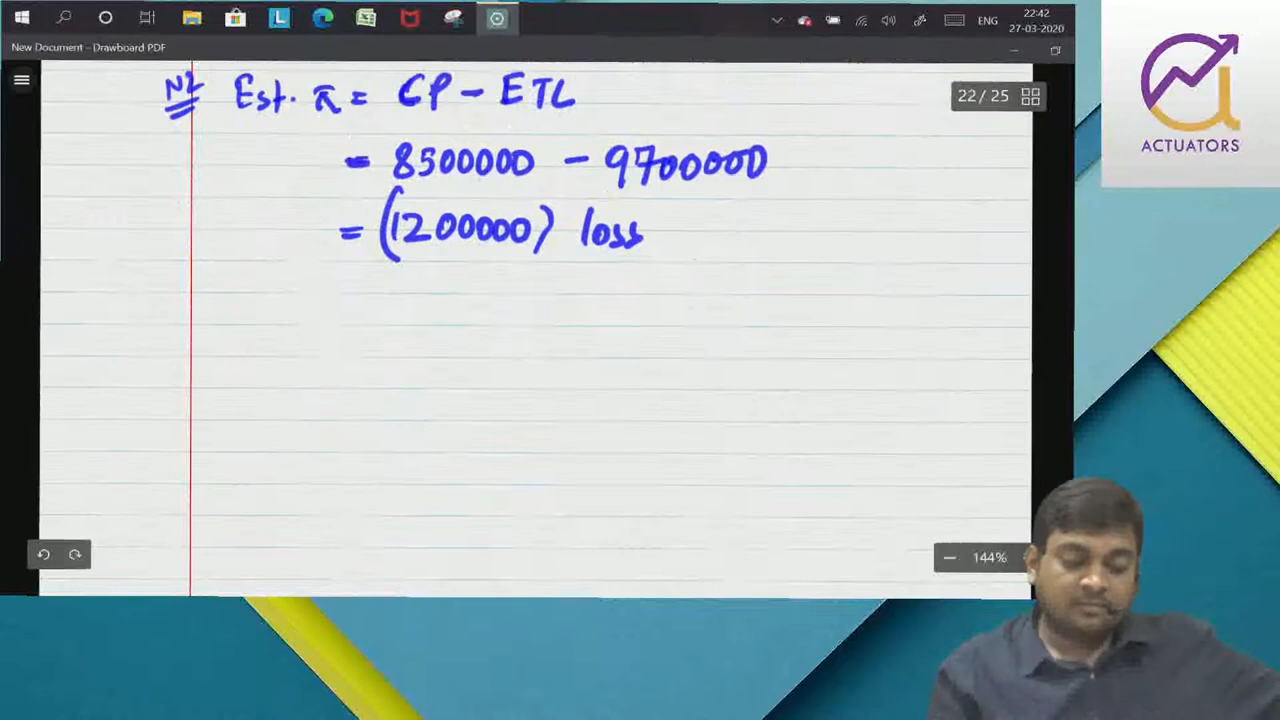 22:42
ENG
27-03-2020
New Document - Drawboard PDF
22 / 25
N2 Est. π = CP - ETL
= 8500000 - 9700000
= (1200000) loss
ACTUATORS
144%